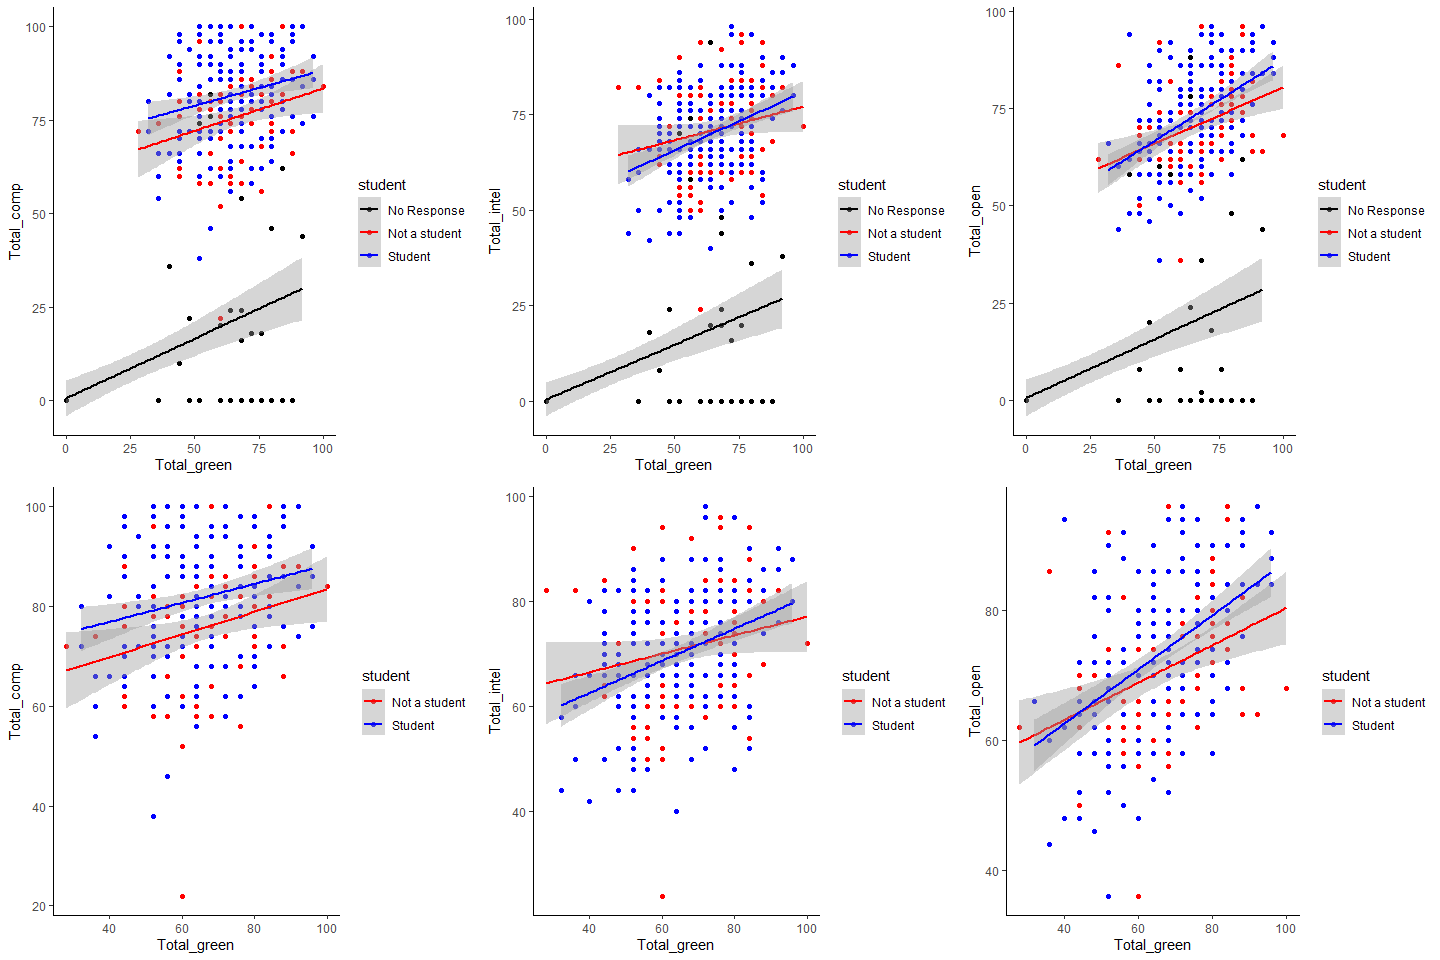 100
75
50
25
0
Total_comp
0
25
50
75
100
Total_green
student
No Response
Not a student
Student
100
75
50
25
0
Total_intel
0
25
50
75
100
Total_green
student
No Response
Not a student
Student
100
75
50
25
0
Total_open
0
25
50
75
100
Total_green
student
No Response
Not a student
Student
100
80
60
40
20
Total_comp
40
60
80
100
Total_green
student
Not a student
Student
100
80
60
40
Total_intel
40
60
80
100
Total_green
student
Not a student
Student
80
60
40
Total_open
40
60
80
100
Total_green
student
Not a student
Student